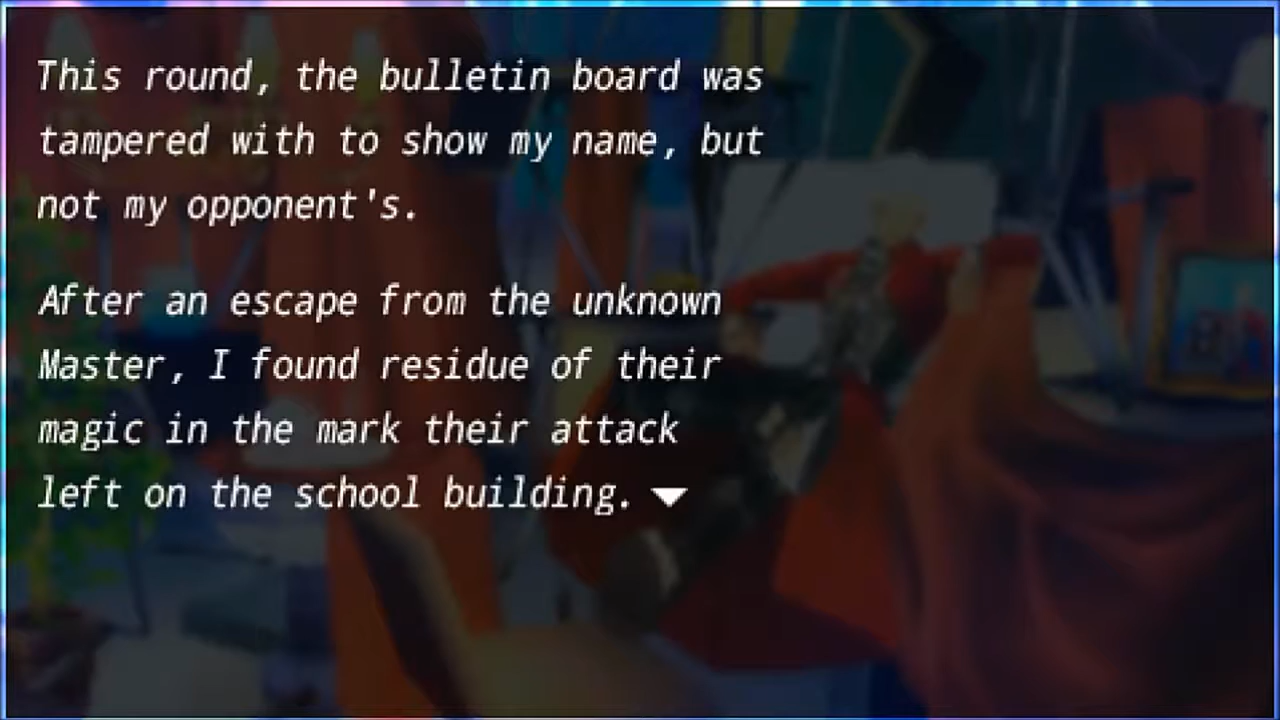 This round, the bulletin board was
tampered with to show my name, but
not my opponent's.
After an escape from the unknown
Master, I found residue of their
magic in the mark their attack
left on the school building.